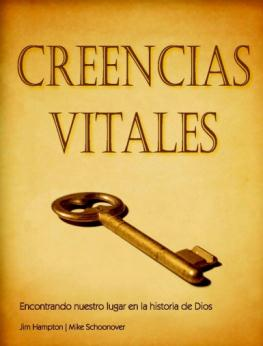 CREENCIAS
VITALES
Encontrando nuestro lugar en la historia de Dios
Jim Hampton | Mike Schoonover